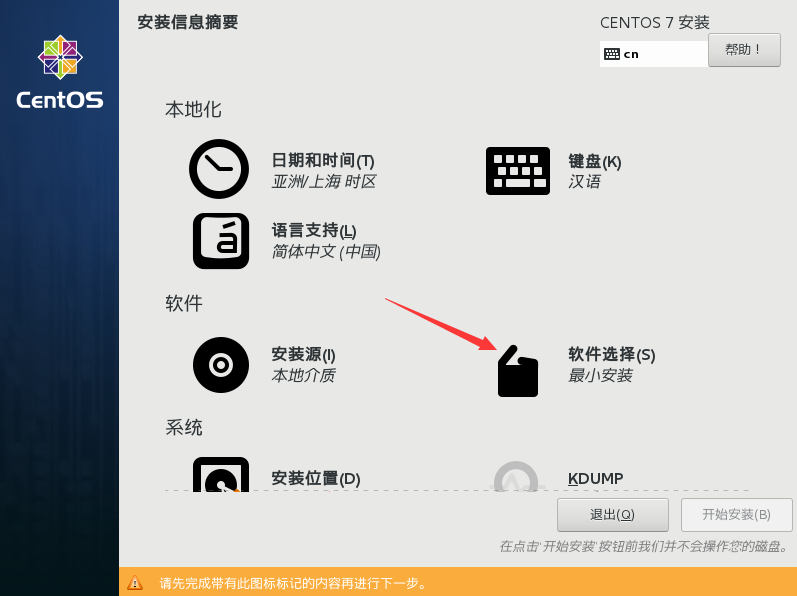 安装信息摘要
CENTOS 7 安装
cn
帮助！
CentOS
本地化
日期和时间(T)
亚洲/上海 时区
键盘(K)
汉语
语言支持(L)
简体中文 (中国)
软件
安装源(I)
本地介质
软件选择(S)
最小安装
系统
安装位置(D)
KDUMP
退出(Q)
开始安装(B)
在点击'开始安装'按钮前我们并不会操作您的磁盘。
请先完成带有此图标标记的内容再进行下一步。